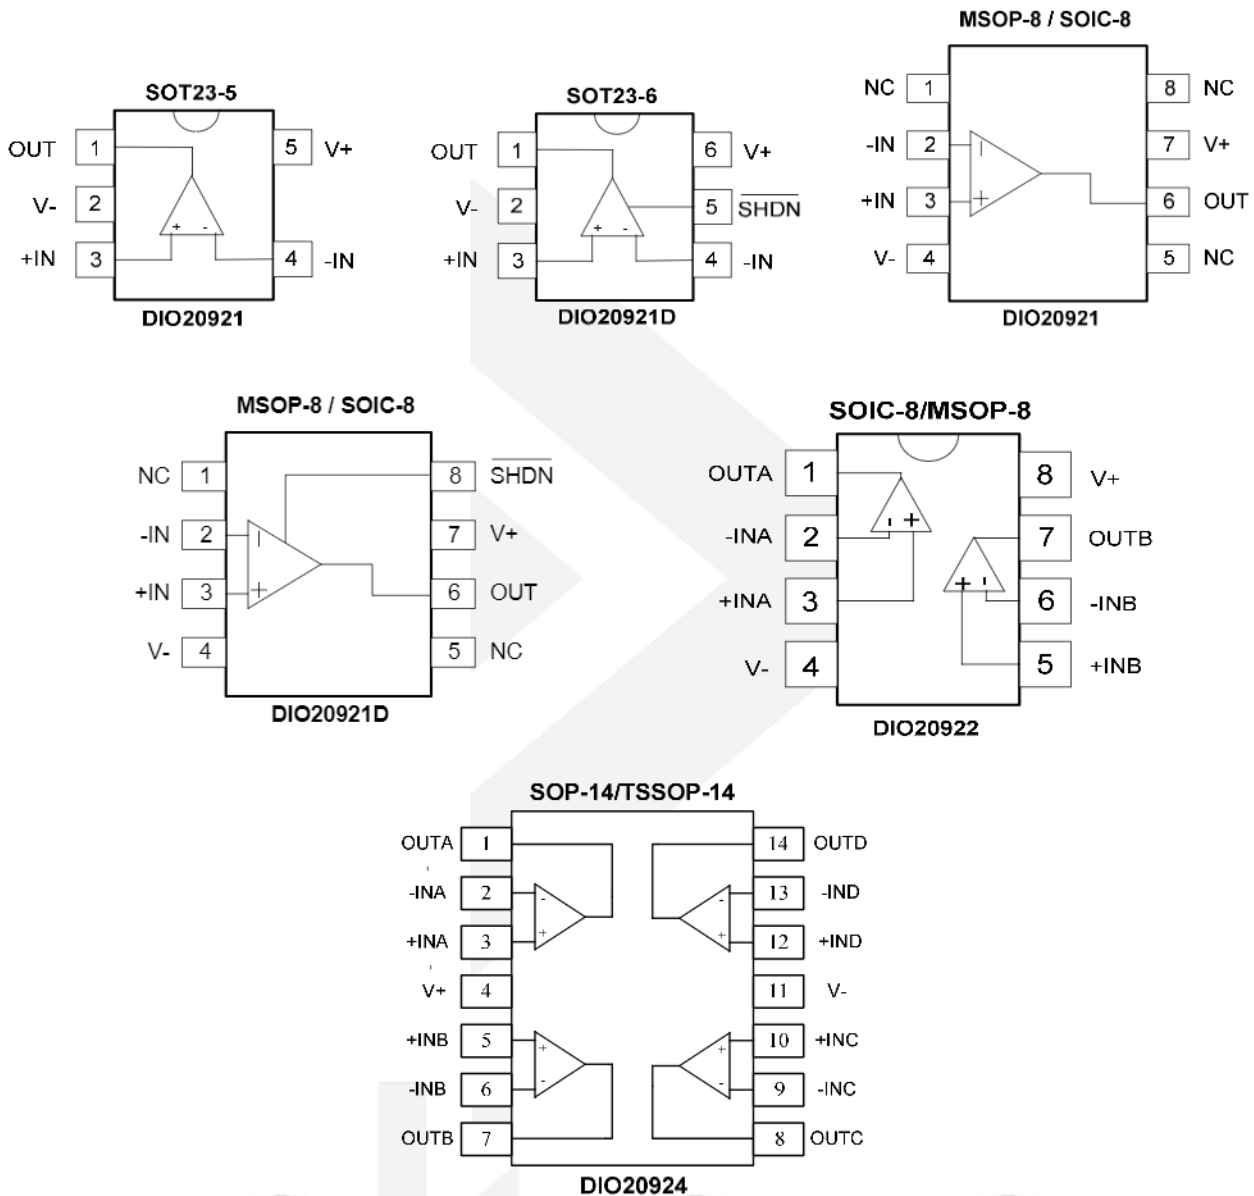 MSOP-8 / SOIC-8
SOT23-5
SOT23-6
OUT 1 5 V+
V- 2
+IN 3 4 -IN
DIO20921
OUT 1 6 V+
V- 2 5 SHDN
+IN 3 4 -IN
DIO20921D
NC 1 8 NC
-IN 2 7 V+
+IN 3 6 OUT
V- 4 5 NC
DIO20921
MSOP-8 / SOIC-8
NC 1 8 SHDN
-IN 2 7 V+
+IN 3 6 OUT
V- 4 5 NC
DIO20921D
SOIC-8/MSOP-8
OUTA 1 8 V+
-INA 2 7 OUTB
+INA 3 6 -INB
V- 4 5 +INB
DIO20922
SOP-14/TSSOP-14
OUTA 1 14 OUTD
-INA 2 13 -IND
+INA 3 12 +IND
V+ 4 11 V-
+INB 5 10 +INC
-INB 6 9 -INC
OUTB 7 8 OUTC
DIO20924